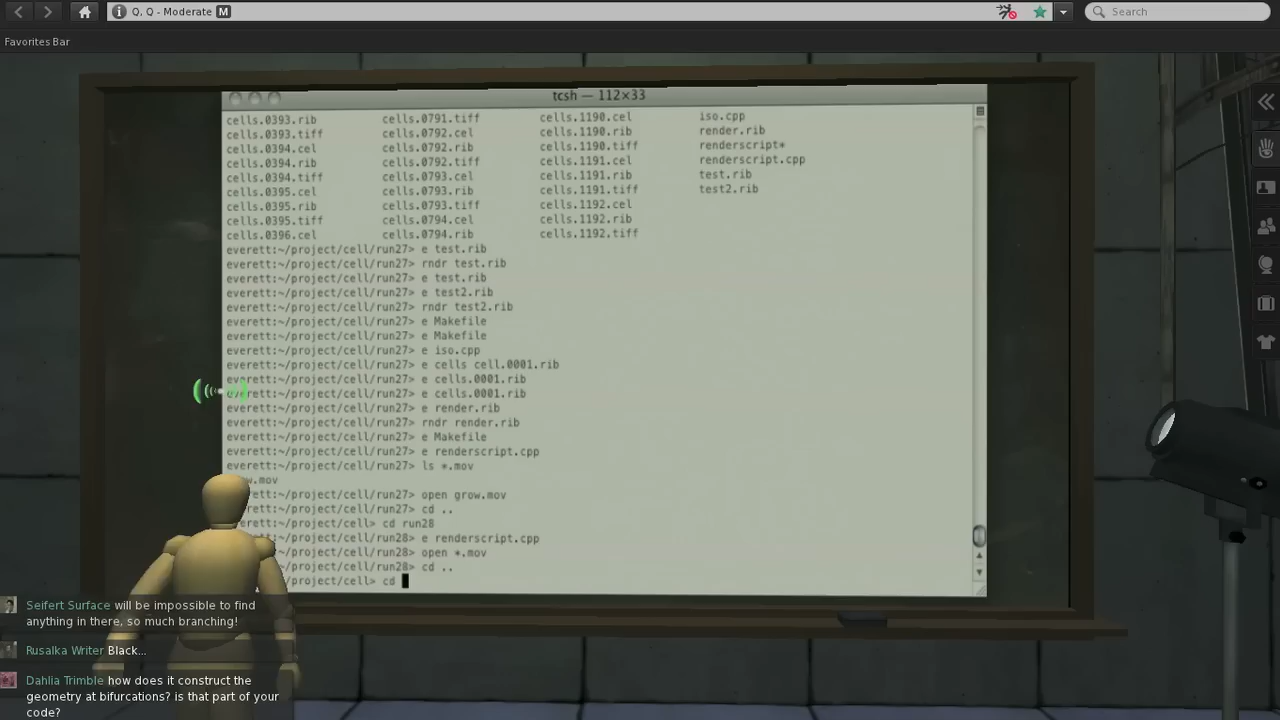 Q, Q - Moderate M
Search
Favorites Bar
tcsh — 112×33
cells.0393.rib cells.0791.tiff cells.1190.cel iso.cpp
cells.0393.tiff cells.0792.cel cells.1190.rib render.rib
cells.0394.cel cells.0792.rib cells.1190.tiff renderscript*
cells.0394.rib cells.0792.tiff cells.1191.cel renderscript.cpp
cells.0394.tiff cells.0793.cel cells.1191.rib test.rib
cells.0395.cel cells.0793.rib cells.1191.tiff test2.rib
cells.0395.rib cells.0793.tiff cells.1192.cel
cells.0395.tiff cells.0794.cel cells.1192.rib
cells.0396.cel cells.0794.rib cells.1192.tiff
everett:~/project/cell/run27> e test.rib
everett:~/project/cell/run27> rndr test.rib
everett:~/project/cell/run27> e test.rib
everett:~/project/cell/run27> e test2.rib
everett:~/project/cell/run27> rndr test2.rib
everett:~/project/cell/run27> e Makefile
everett:~/project/cell/run27> e Makefile
everett:~/project/cell/run27> e iso.cpp
everett:~/project/cell/run27> e cells cell.0001.rib
everett:~/project/cell/run27> e cells.0001.rib
everett:~/project/cell/run27> e cells.0001.rib
everett:~/project/cell/run27> e render.rib
everett:~/project/cell/run27> rndr render.rib
everett:~/project/cell/run27> e Makefile
everett:~/project/cell/run27> e renderscript.cpp
everett:~/project/cell/run27> ls *.mov
w.mov
erett:~/project/cell/run27> open grow.mov
erett:~/project/cell/run27> cd ..
erett:~/project/cell> cd run28
erett:~/project/cell/run28> e renderscript.cpp
rett:~/project/cell/run28> open *.mov
:~/project/cell/run28> cd ..
/project/cell> cd
Seifert Surface will be impossible to find
anything in there, so much branching!
Rusalka Writer Black...
Dahlia Trimble how does it construct the
geometry at bifurcations? is that part of your
code?